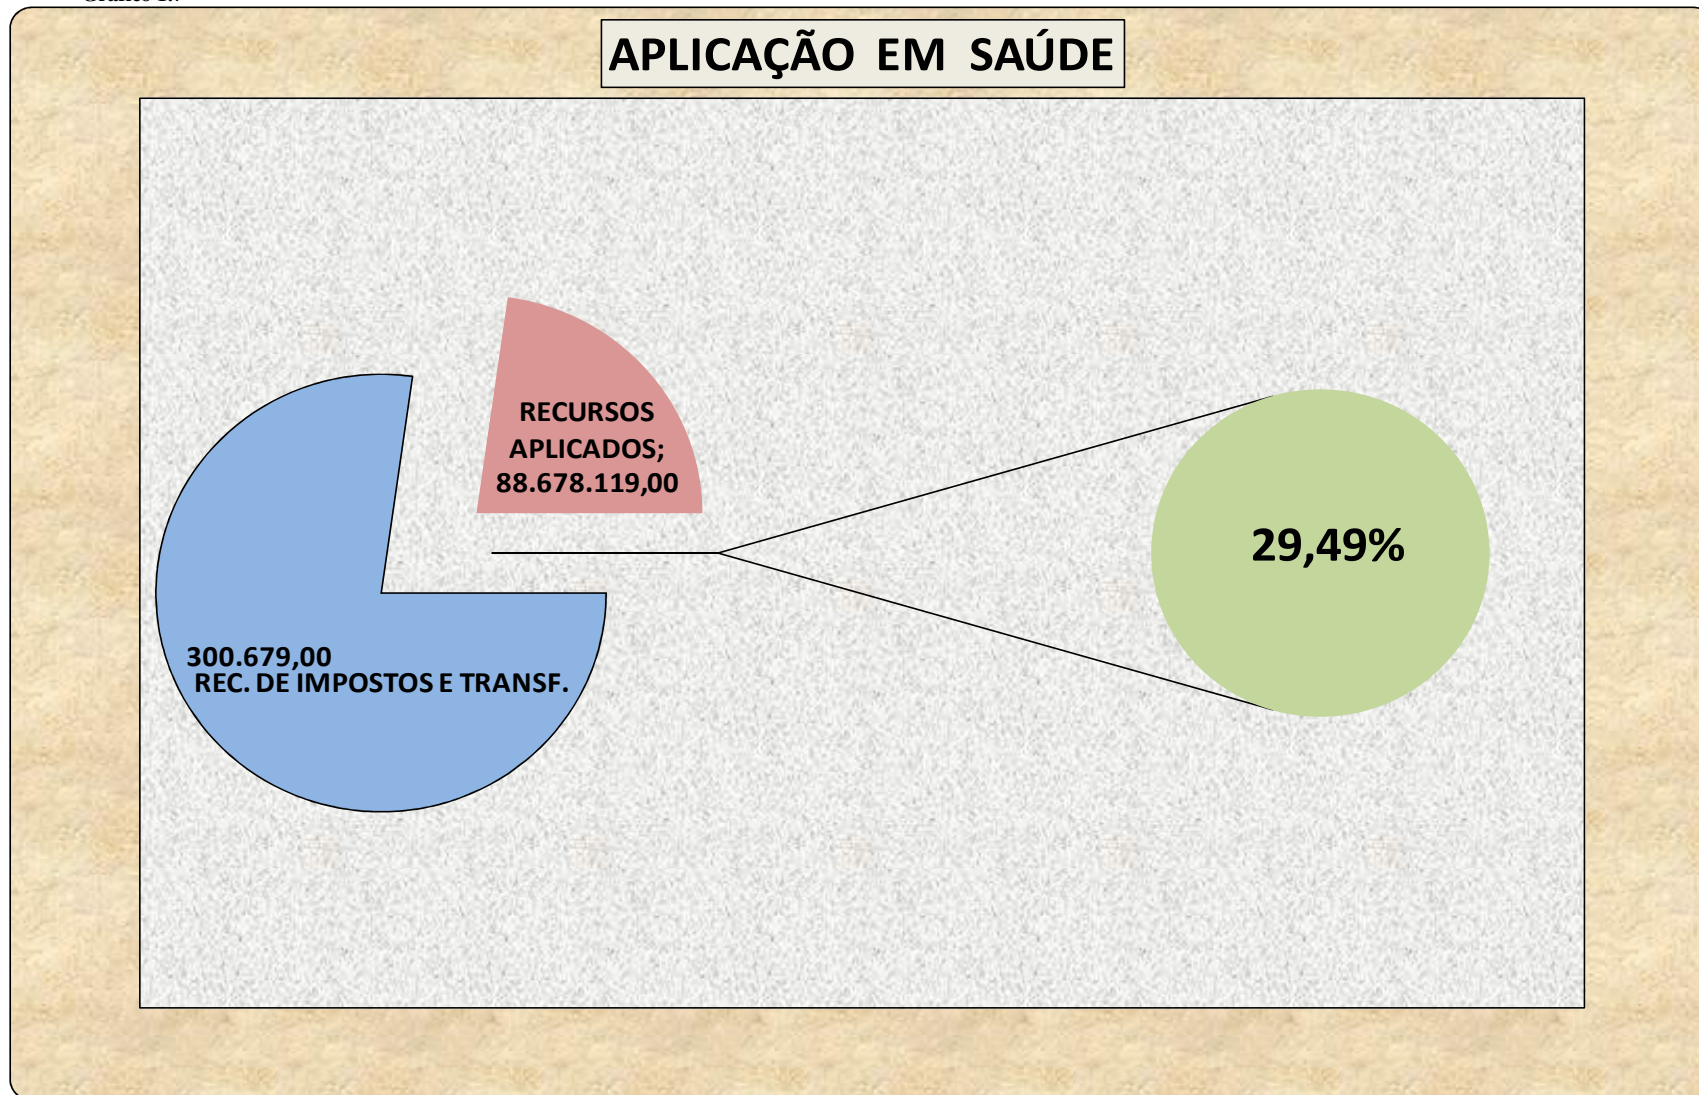 APLICAÇÃO EM SAÚDE
RECURSOS
APLICADOS;
88.678.119,00
29,49%
300.679,00
REC. DE IMPOSTOS E TRANSF.